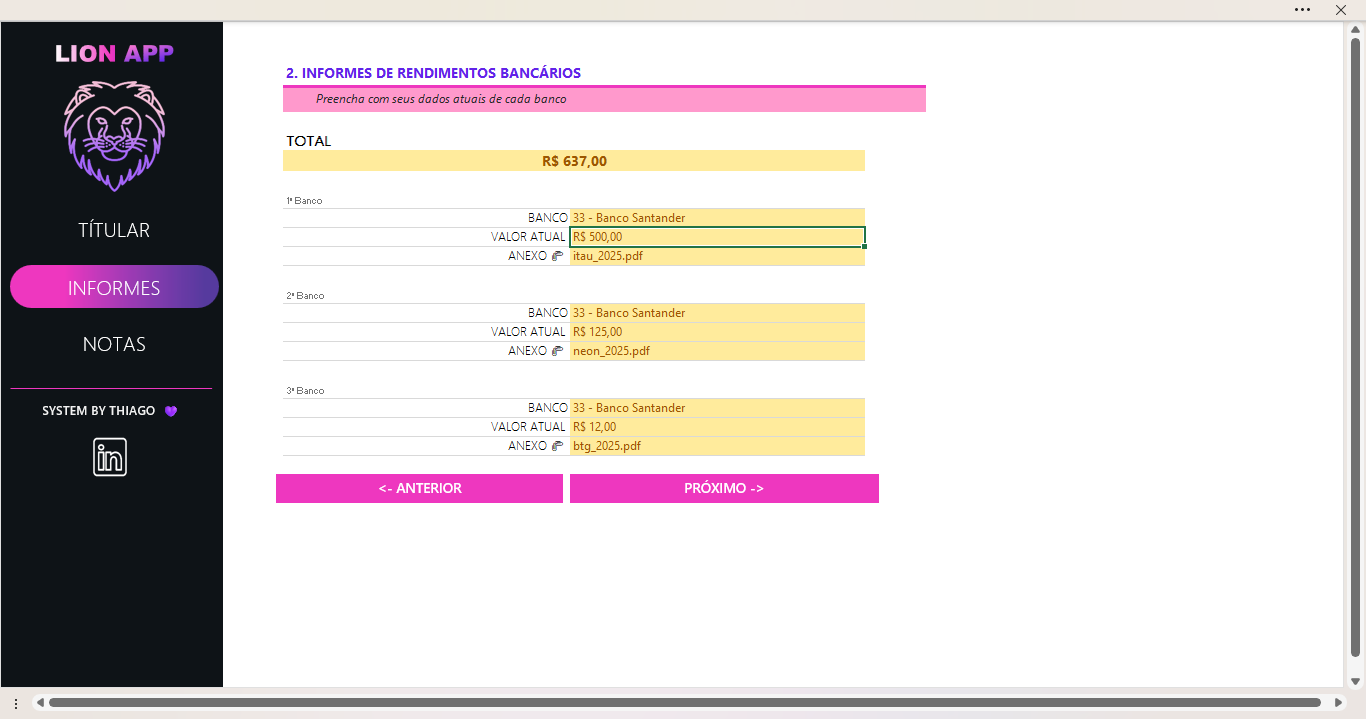 LION APP
TÍTULAR
INFORMES
NOTAS
SYSTEM BY THIAGO 💜
in
2. INFORMES DE RENDIMENTOS BANCÁRIOS
Preencha com seus dados atuais de cada banco
TOTAL
R$ 637,00
1º Banco
BANCO 33 - Banco Santander
VALOR ATUAL R$ 500,00
ANEXO itau_2025.pdf
2º Banco
BANCO 33 - Banco Santander
VALOR ATUAL R$ 125,00
ANEXO neon_2025.pdf
3º Banco
BANCO 33 - Banco Santander
VALOR ATUAL R$ 12,00
ANEXO btg_2025.pdf
<- ANTERIOR PRÓXIMO ->